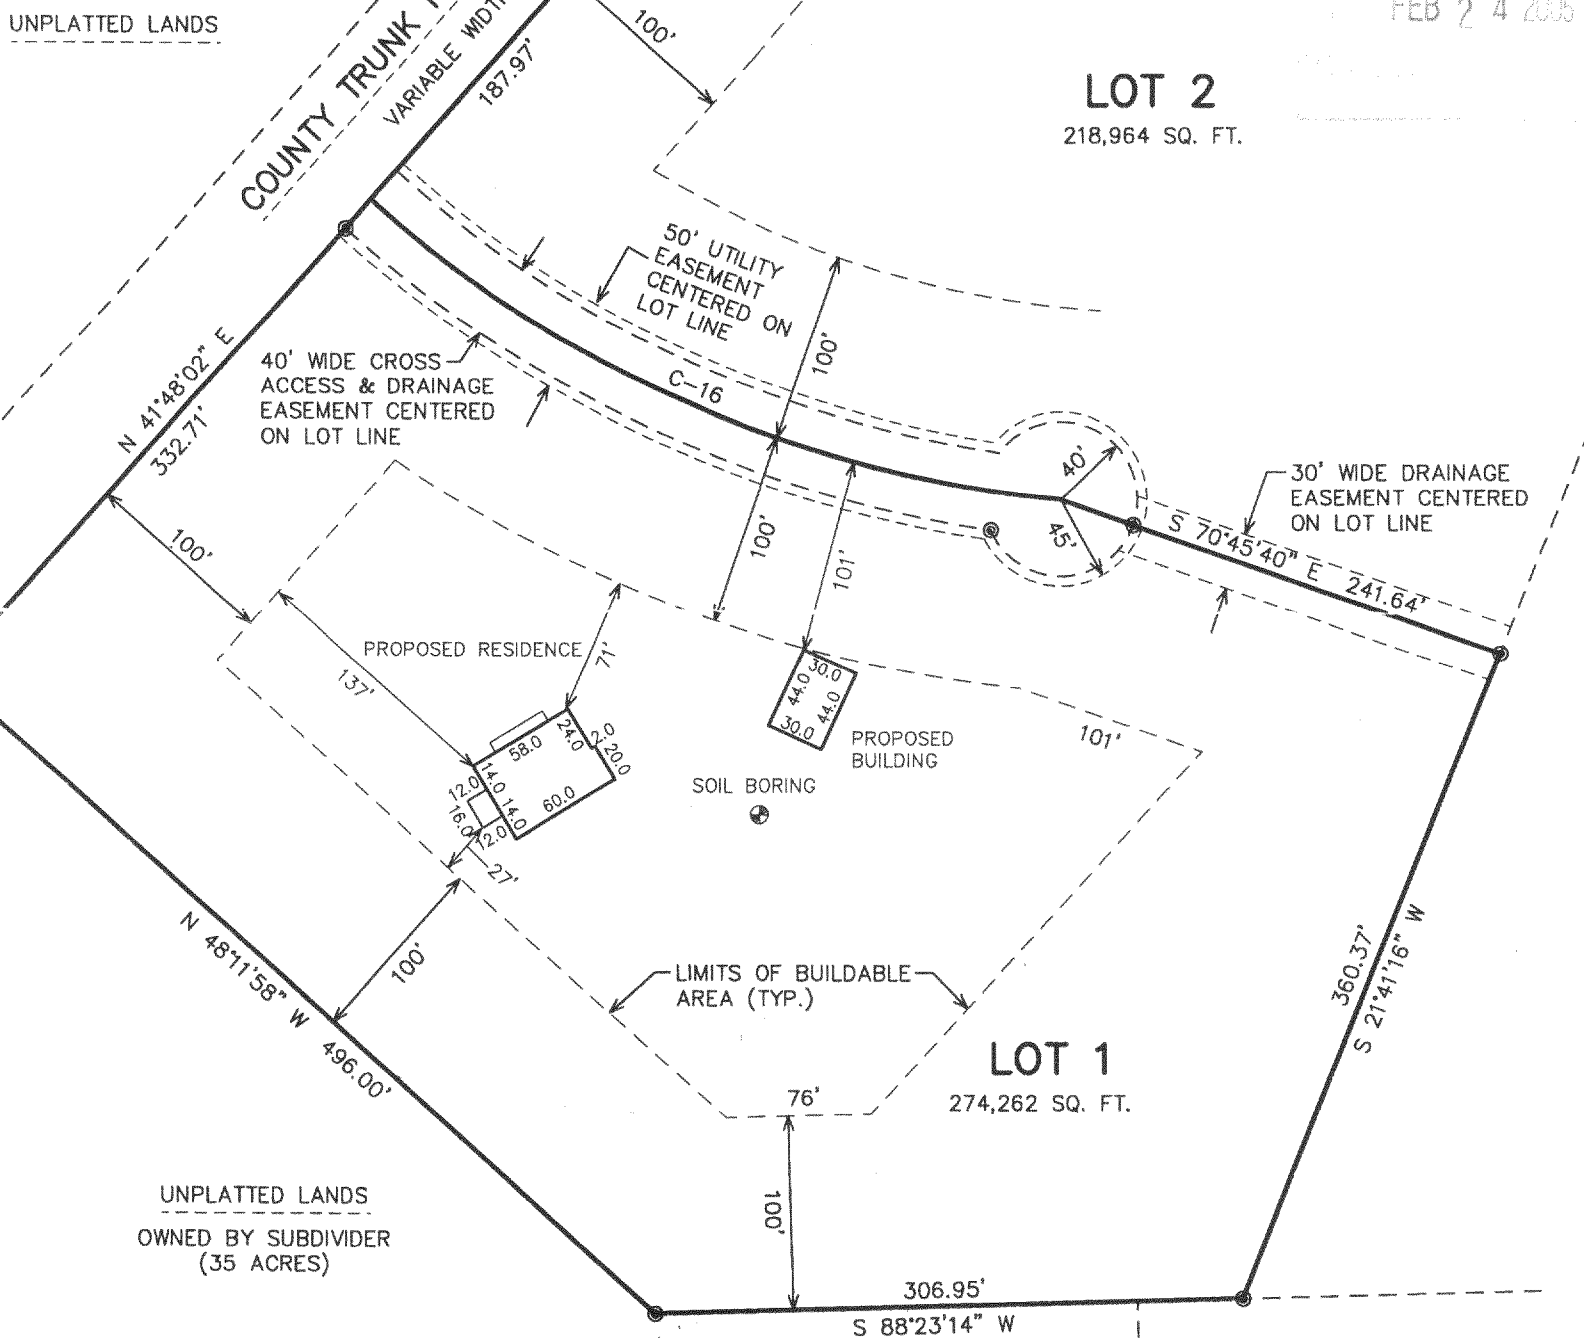 UNPLATTED LANDS
COUNTY TRUNK
VARIABLE WIDTH
187.97'
100'
FEB 24 2005
LOT 2
218,964 SQ. FT.
50' UTILITY
EASEMENT
CENTERED ON
LOT LINE
100'
N 41°48'02" E
332.71'
40' WIDE CROSS
ACCESS & DRAINAGE
EASEMENT CENTERED
ON LOT LINE
C-16
40'
45'
30' WIDE DRAINAGE
EASEMENT CENTERED
ON LOT LINE
S 70°45'40" E 241.64'
100'
100'
101'
PROPOSED RESIDENCE
137'
71'
30.0
44.0
44.0
30.0
PROPOSED
BUILDING
101'
58.0
24.0
2.0
20.0
14.0
12.0
16.0
14.0
12.0
60.0
27'
SOIL BORING
N 48°11'58" W 496.00'
100'
LIMITS OF BUILDABLE
AREA (TYP.)
360.37'
S 21°41'16" W
LOT 1
274,262 SQ. FT.
76'
100'
UNPLATTED LANDS
OWNED BY SUBDIVIDER
(35 ACRES)
306.95'
S 88°23'14" W